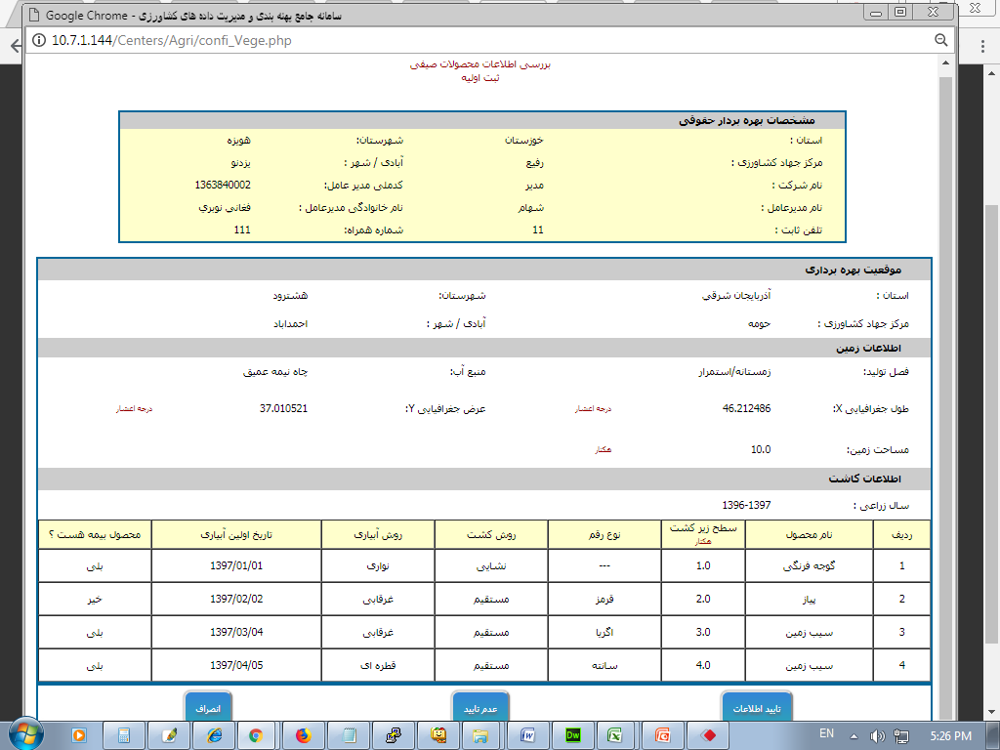 سامانه جامع پهنه بندی و مدیریت داده های کشاورزی - Google Chrome
10.7.1.144/Centers/Agri/confi_Vege.php
بررسی اطلاعات محصولات صیفی
ثبت اولیه
مشخصات بهره بردار حقوقی
استان : خوزستان شهرستان: هویزه
مرکز جهاد کشاورزی : رفیع آبادی / شهر : یزدنو
نام شرکت : مدیر کدملی مدیر عامل: 1363840002
نام مدیرعامل : شهام نام خانوادگی مدیرعامل : فغاني نوبري
تلفن ثابت : 11 شماره همراه: 111
موقعیت بهره برداری
استان : آذربایجان شرقی شهرستان: هشترود
مرکز جهاد کشاورزی : حومه آبادی / شهر : احمداباد
اطلاعات زمین
فصل تولید: زمستانه/استمرار منبع آب: چاه نیمه عمیق
طول جغرافیایی X: 46.212486 درجه اعشار عرض جغرافیایی Y: 37.010521 درجه اعشار
مساحت زمین: 10.0 هکتار
اطلاعات کاشت
سال زراعی : 1396-1397
ردیف نام محصول سطح زیر کشت هکتار نوع رقم روش کشت روش آبیاری تاریخ اولین آبیاری محصول بیمه هست ؟
1 گوجه فرنگی 1.0 --- نشایی نواری 1397/01/01 بلی
2 پیاز 2.0 قرمز مستقیم غرقابی 1397/02/02 خیر
3 سیب زمین 3.0 اگریا مستقیم غرقابی 1397/03/04 بلی
4 سیب زمین 4.0 سانته مستقیم قطره ای 1397/04/05 بلی
تایید اطلاعات عدم تایید انصراف
EN 5:26 PM